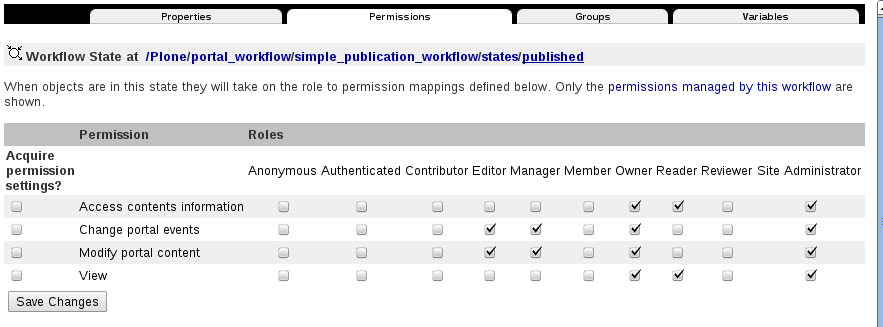 Properties Permissions Groups Variables
Workflow State at /Plone/portal_workflow/simple_publication_workflow/states/published
When objects are in this state they will take on the role to permission mappings defined below. Only the permissions managed by this workflow are
shown.
Permission Roles
Acquire
permission
settings?
Anonymous Authenticated Contributor Editor Manager Member Owner Reader Reviewer Site Administrator
Access contents information
Change portal events
Modify portal content
View
Save Changes